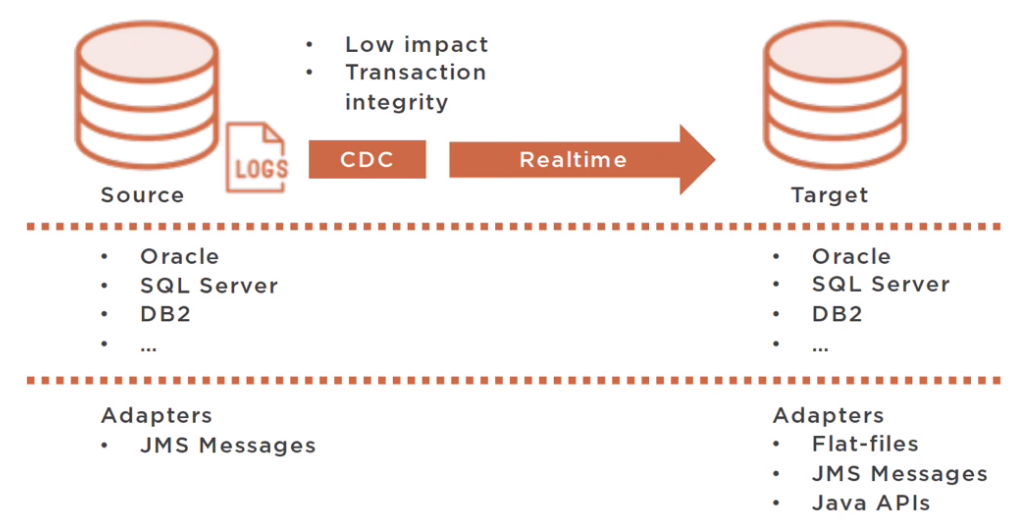 • Low impact
• Transaction
integrity
LOGS
CDC
Realtime
Source
Target
• Oracle
• SQL Server
• DB2
• ...
• Oracle
• SQL Server
• DB2
• ...
Adapters
• JMS Messages
Adapters
• Flat-files
• JMS Messages
• Java APIs